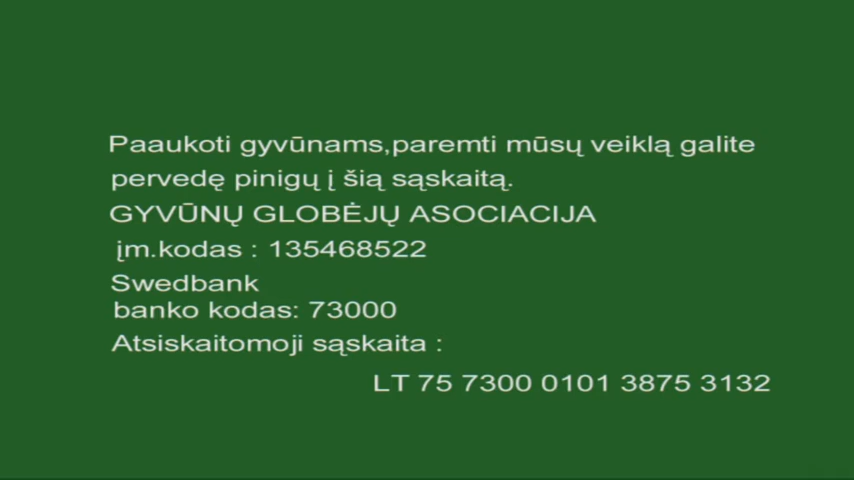 Paaukoti gyvūnams,paremti mūsų veiklą galite
pervedę pinigų į šią sąskaitą.
GYVŪNŲ GLOBĖJŲ ASOCIACIJA
įm.kodas : 135468522
Swedbank
banko kodas: 73000
Atsiskaitomoji sąskaita :
LT 75 7300 0101 3875 3132